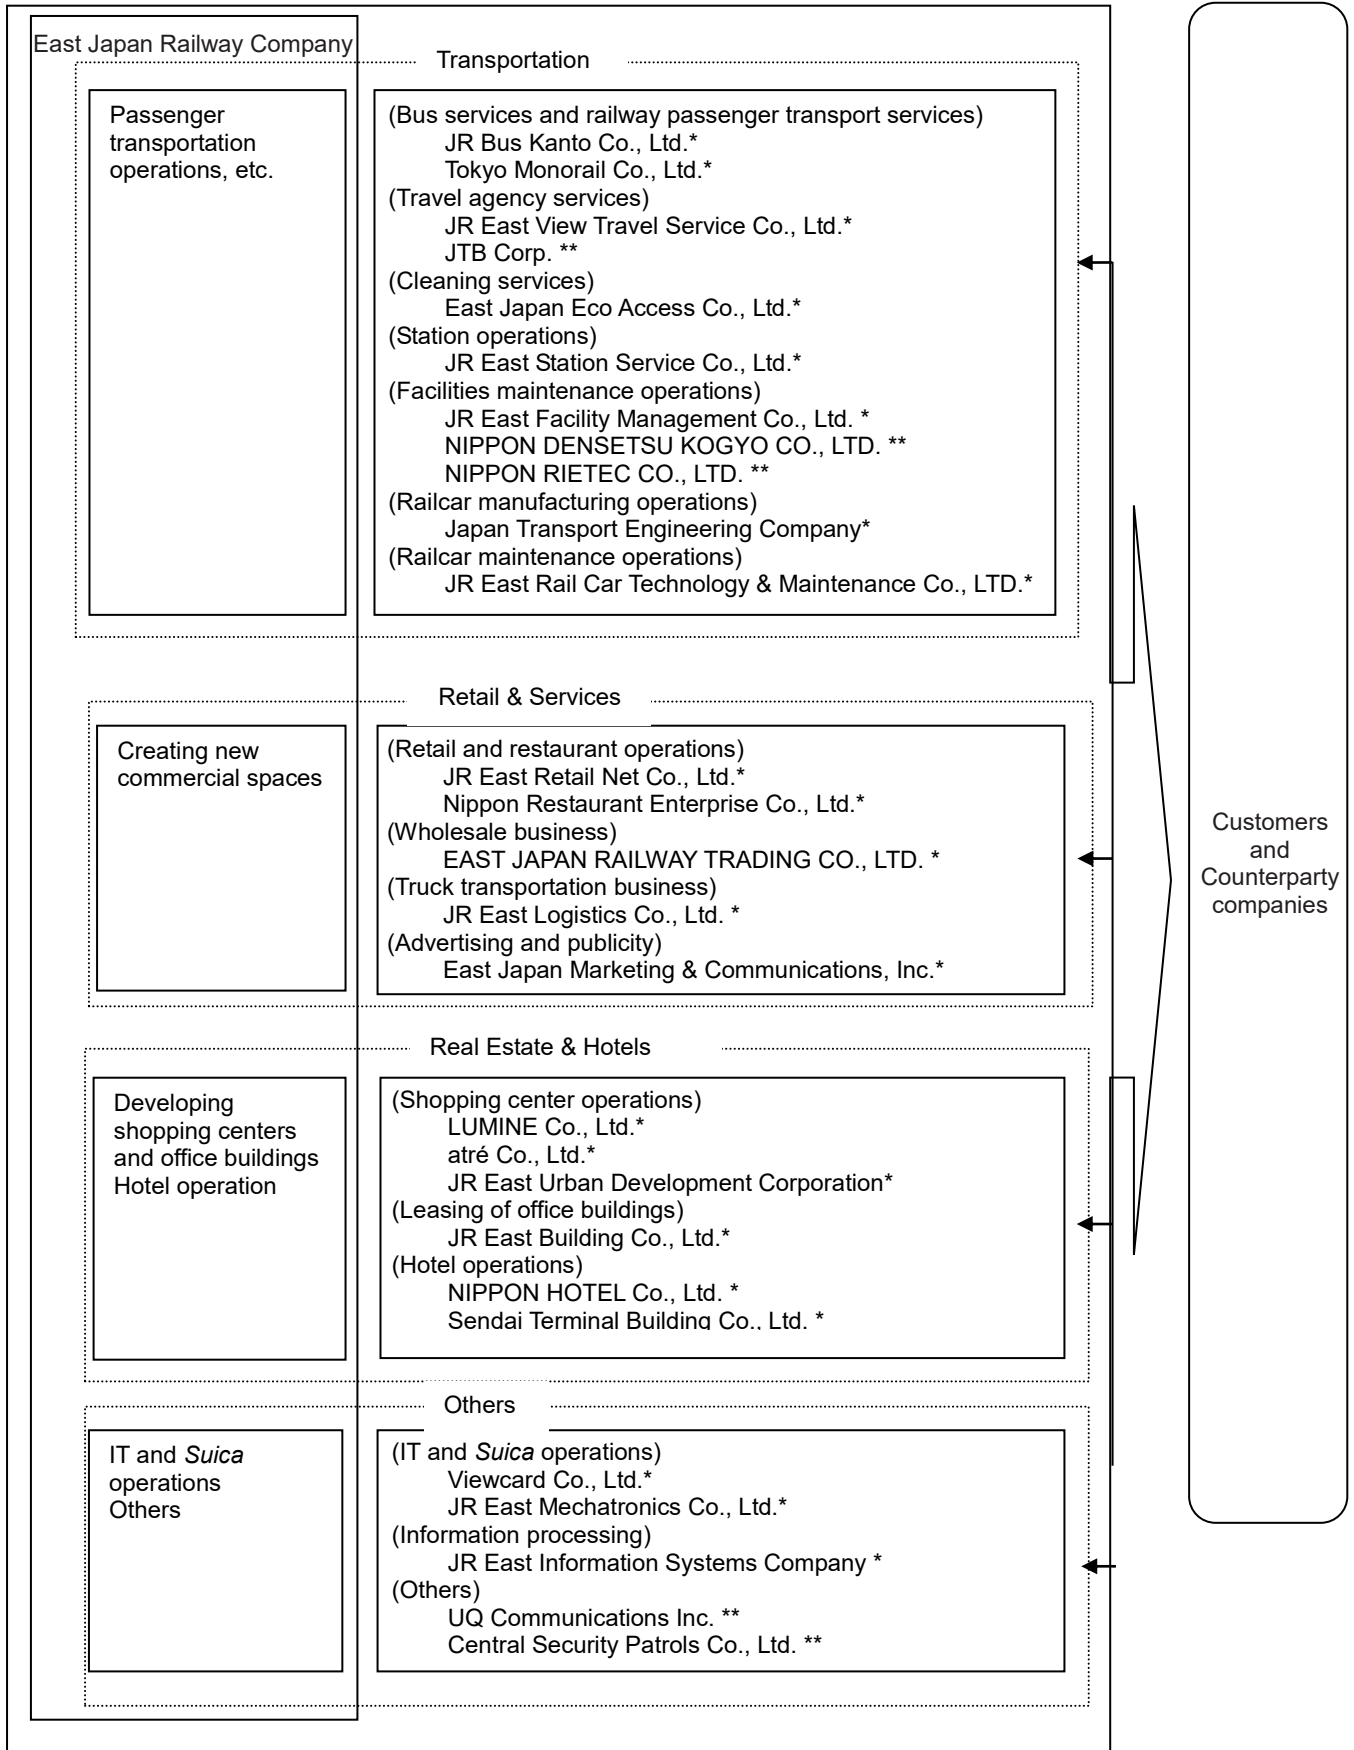 East Japan Railway Company
Transportation
Passenger
transportation
operations, etc.
(Bus services and railway passenger transport services)
JR Bus Kanto Co., Ltd.*
Tokyo Monorail Co., Ltd.*
(Travel agency services)
JR East View Travel Service Co., Ltd.*
JTB Corp. **
(Cleaning services)
East Japan Eco Access Co., Ltd.*
(Station operations)
JR East Station Service Co., Ltd.*
(Facilities maintenance operations)
JR East Facility Management Co., Ltd. *
NIPPON DENSETSU KOGYO CO., LTD. **
NIPPON RIETEC CO., LTD. **
(Railcar manufacturing operations)
Japan Transport Engineering Company*
(Railcar maintenance operations)
JR East Rail Car Technology & Maintenance Co., LTD.*
Retail & Services
Creating new
commercial spaces
(Retail and restaurant operations)
JR East Retail Net Co., Ltd.*
Nippon Restaurant Enterprise Co., Ltd.*
(Wholesale business)
EAST JAPAN RAILWAY TRADING CO., LTD. *
(Truck transportation business)
JR East Logistics Co., Ltd. *
(Advertising and publicity)
East Japan Marketing & Communications, Inc.*
Real Estate & Hotels
Developing
shopping centers
and office buildings
Hotel operation
(Shopping center operations)
LUMINE Co., Ltd.*
atré Co., Ltd.*
JR East Urban Development Corporation*
(Leasing of office buildings)
JR East Building Co., Ltd.*
(Hotel operations)
NIPPON HOTEL Co., Ltd. *
Sendai Terminal Building Co., Ltd. *
Others
IT and Suica
operations
Others
(IT and Suica operations)
Viewcard Co., Ltd.*
JR East Mechatronics Co., Ltd.*
(Information processing)
JR East Information Systems Company *
(Others)
UQ Communications Inc. **
Central Security Patrols Co., Ltd. **
Customers
and
Counterparty
companies